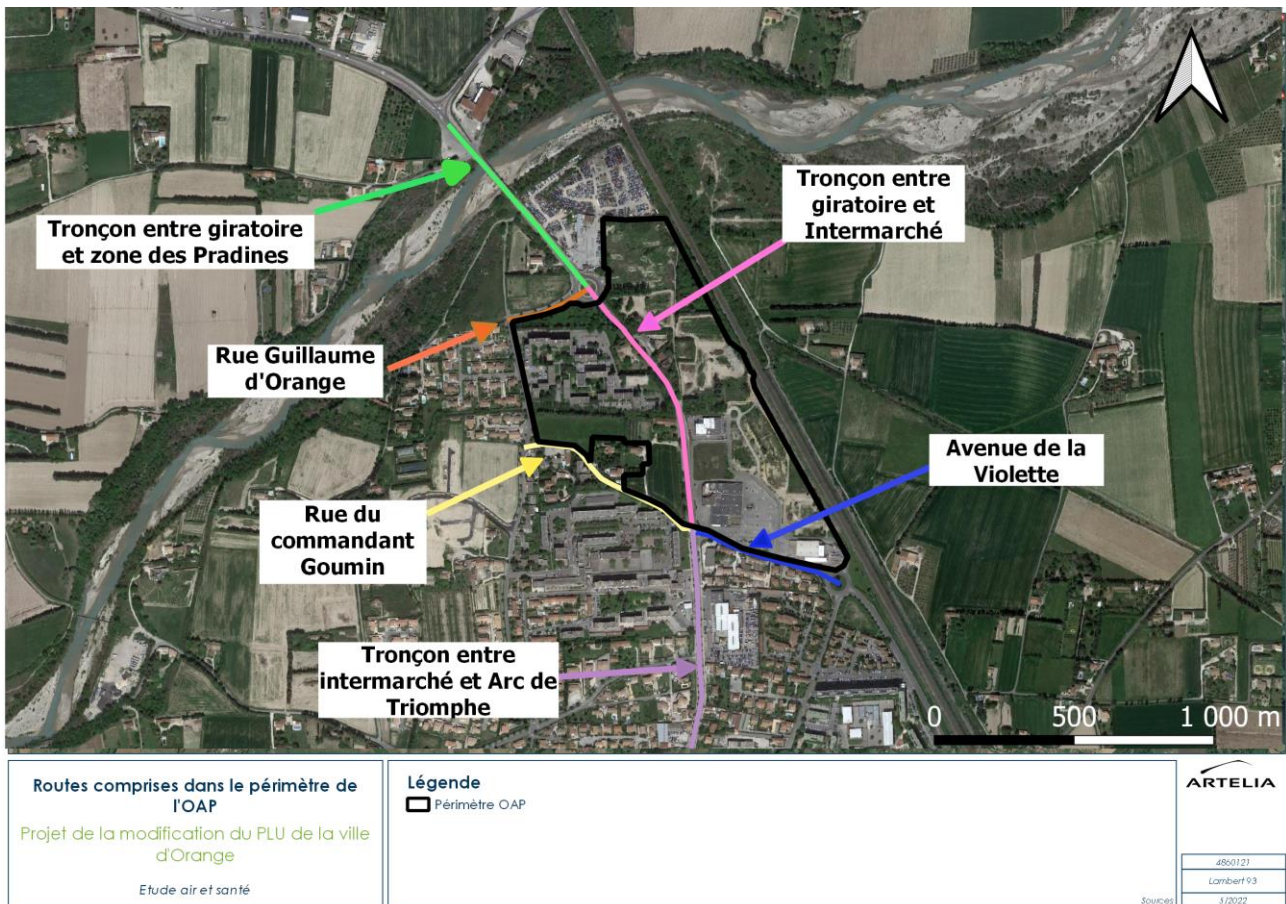 Tronçon entre
giratoire et
Intermarché
Tronçon entre giratoire
et zone des Pradines
Rue Guillaume
d'Orange
Avenue de la
Violette
Rue du
commandant
Goumin
Tronçon entre
intermarché et Arc de
Triomphe
0 500 1 000 m
Routes comprises dans le périmètre de
l'OAP
Projet de la modification du PLU de la ville
d'Orange
Etude air et santé
Légende
Périmètre OAP
ARTELIA
4860121
Lambert 93
Sources
5/2022